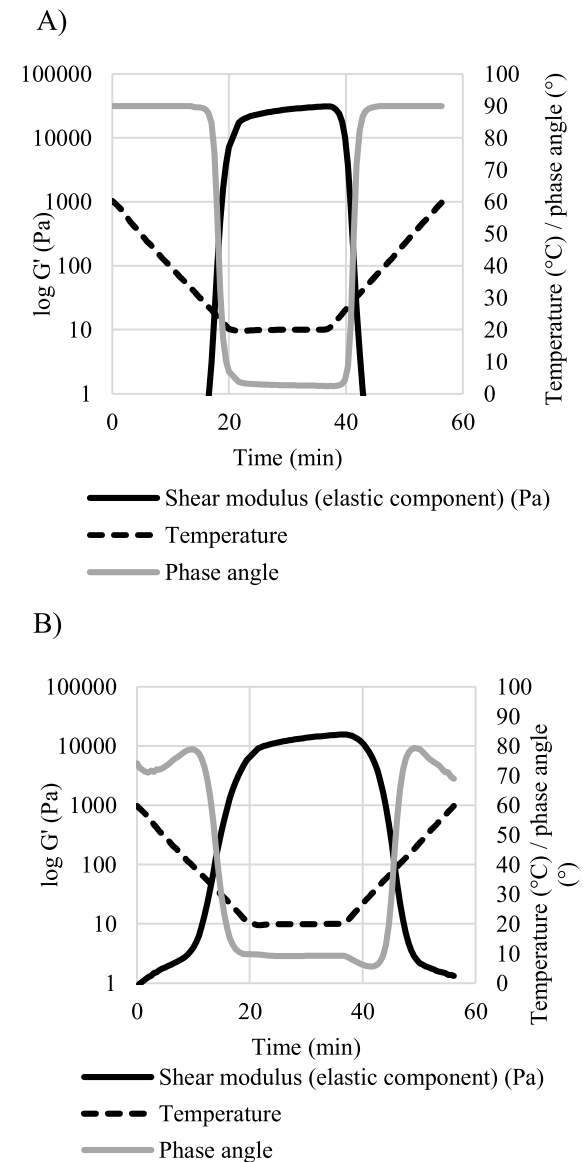 A)
100000
10000
1000
100
10
1
log G' (Pa)
100
90
80
70
60
50
40
30
20
10
0
Temperature (°C) / phase angle (°)
0 20 40 60
Time (min)
Shear modulus (elastic component) (Pa)
Temperature
Phase angle
B)
100000
10000
1000
100
10
1
log G' (Pa)
100
90
80
70
60
50
40
30
20
10
0
Temperature (°C) / phase angle
(°)
0 20 40 60
Time (min)
Shear modulus (elastic component) (Pa)
Temperature
Phase angle